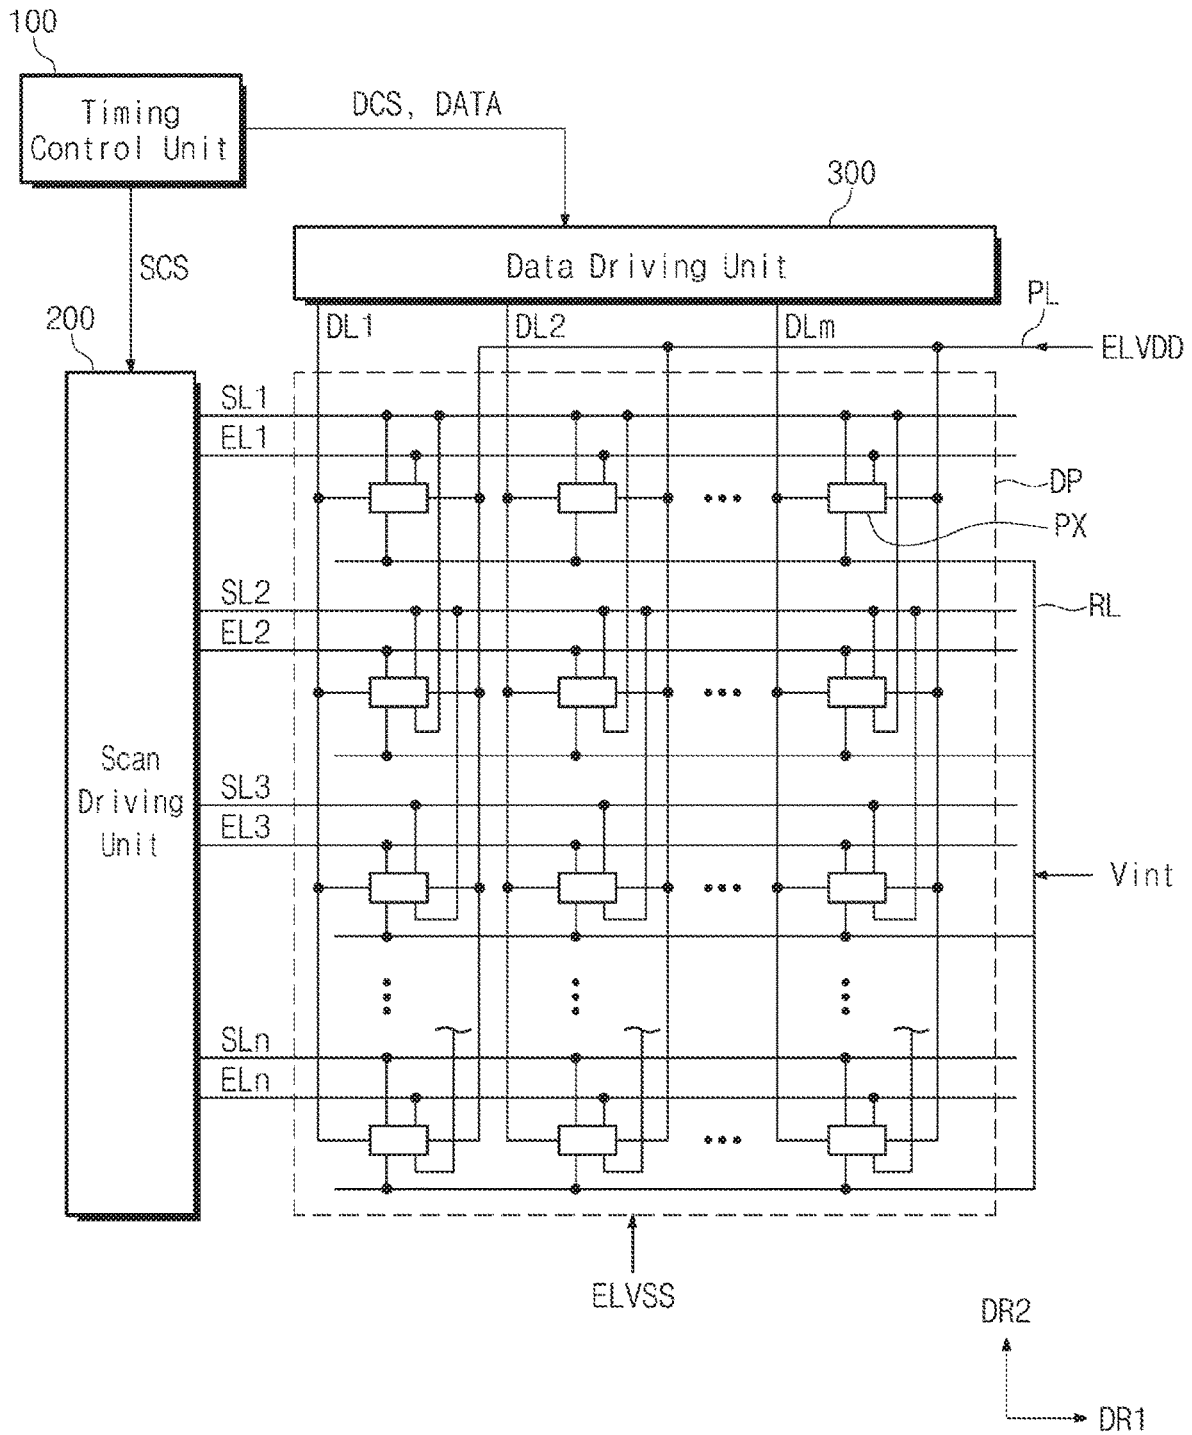 100
Timing
Control Unit
DCS, DATA
300
Data Driving Unit
SCS
200
DL1
DL2
DLm
PL
ELVDD
SL1
EL1
DP
PX
SL2
EL2
RL
Scan
Driving
Unit
SL3
EL3
Vint
SLn
ELn
ELVSS
DR2
DR1